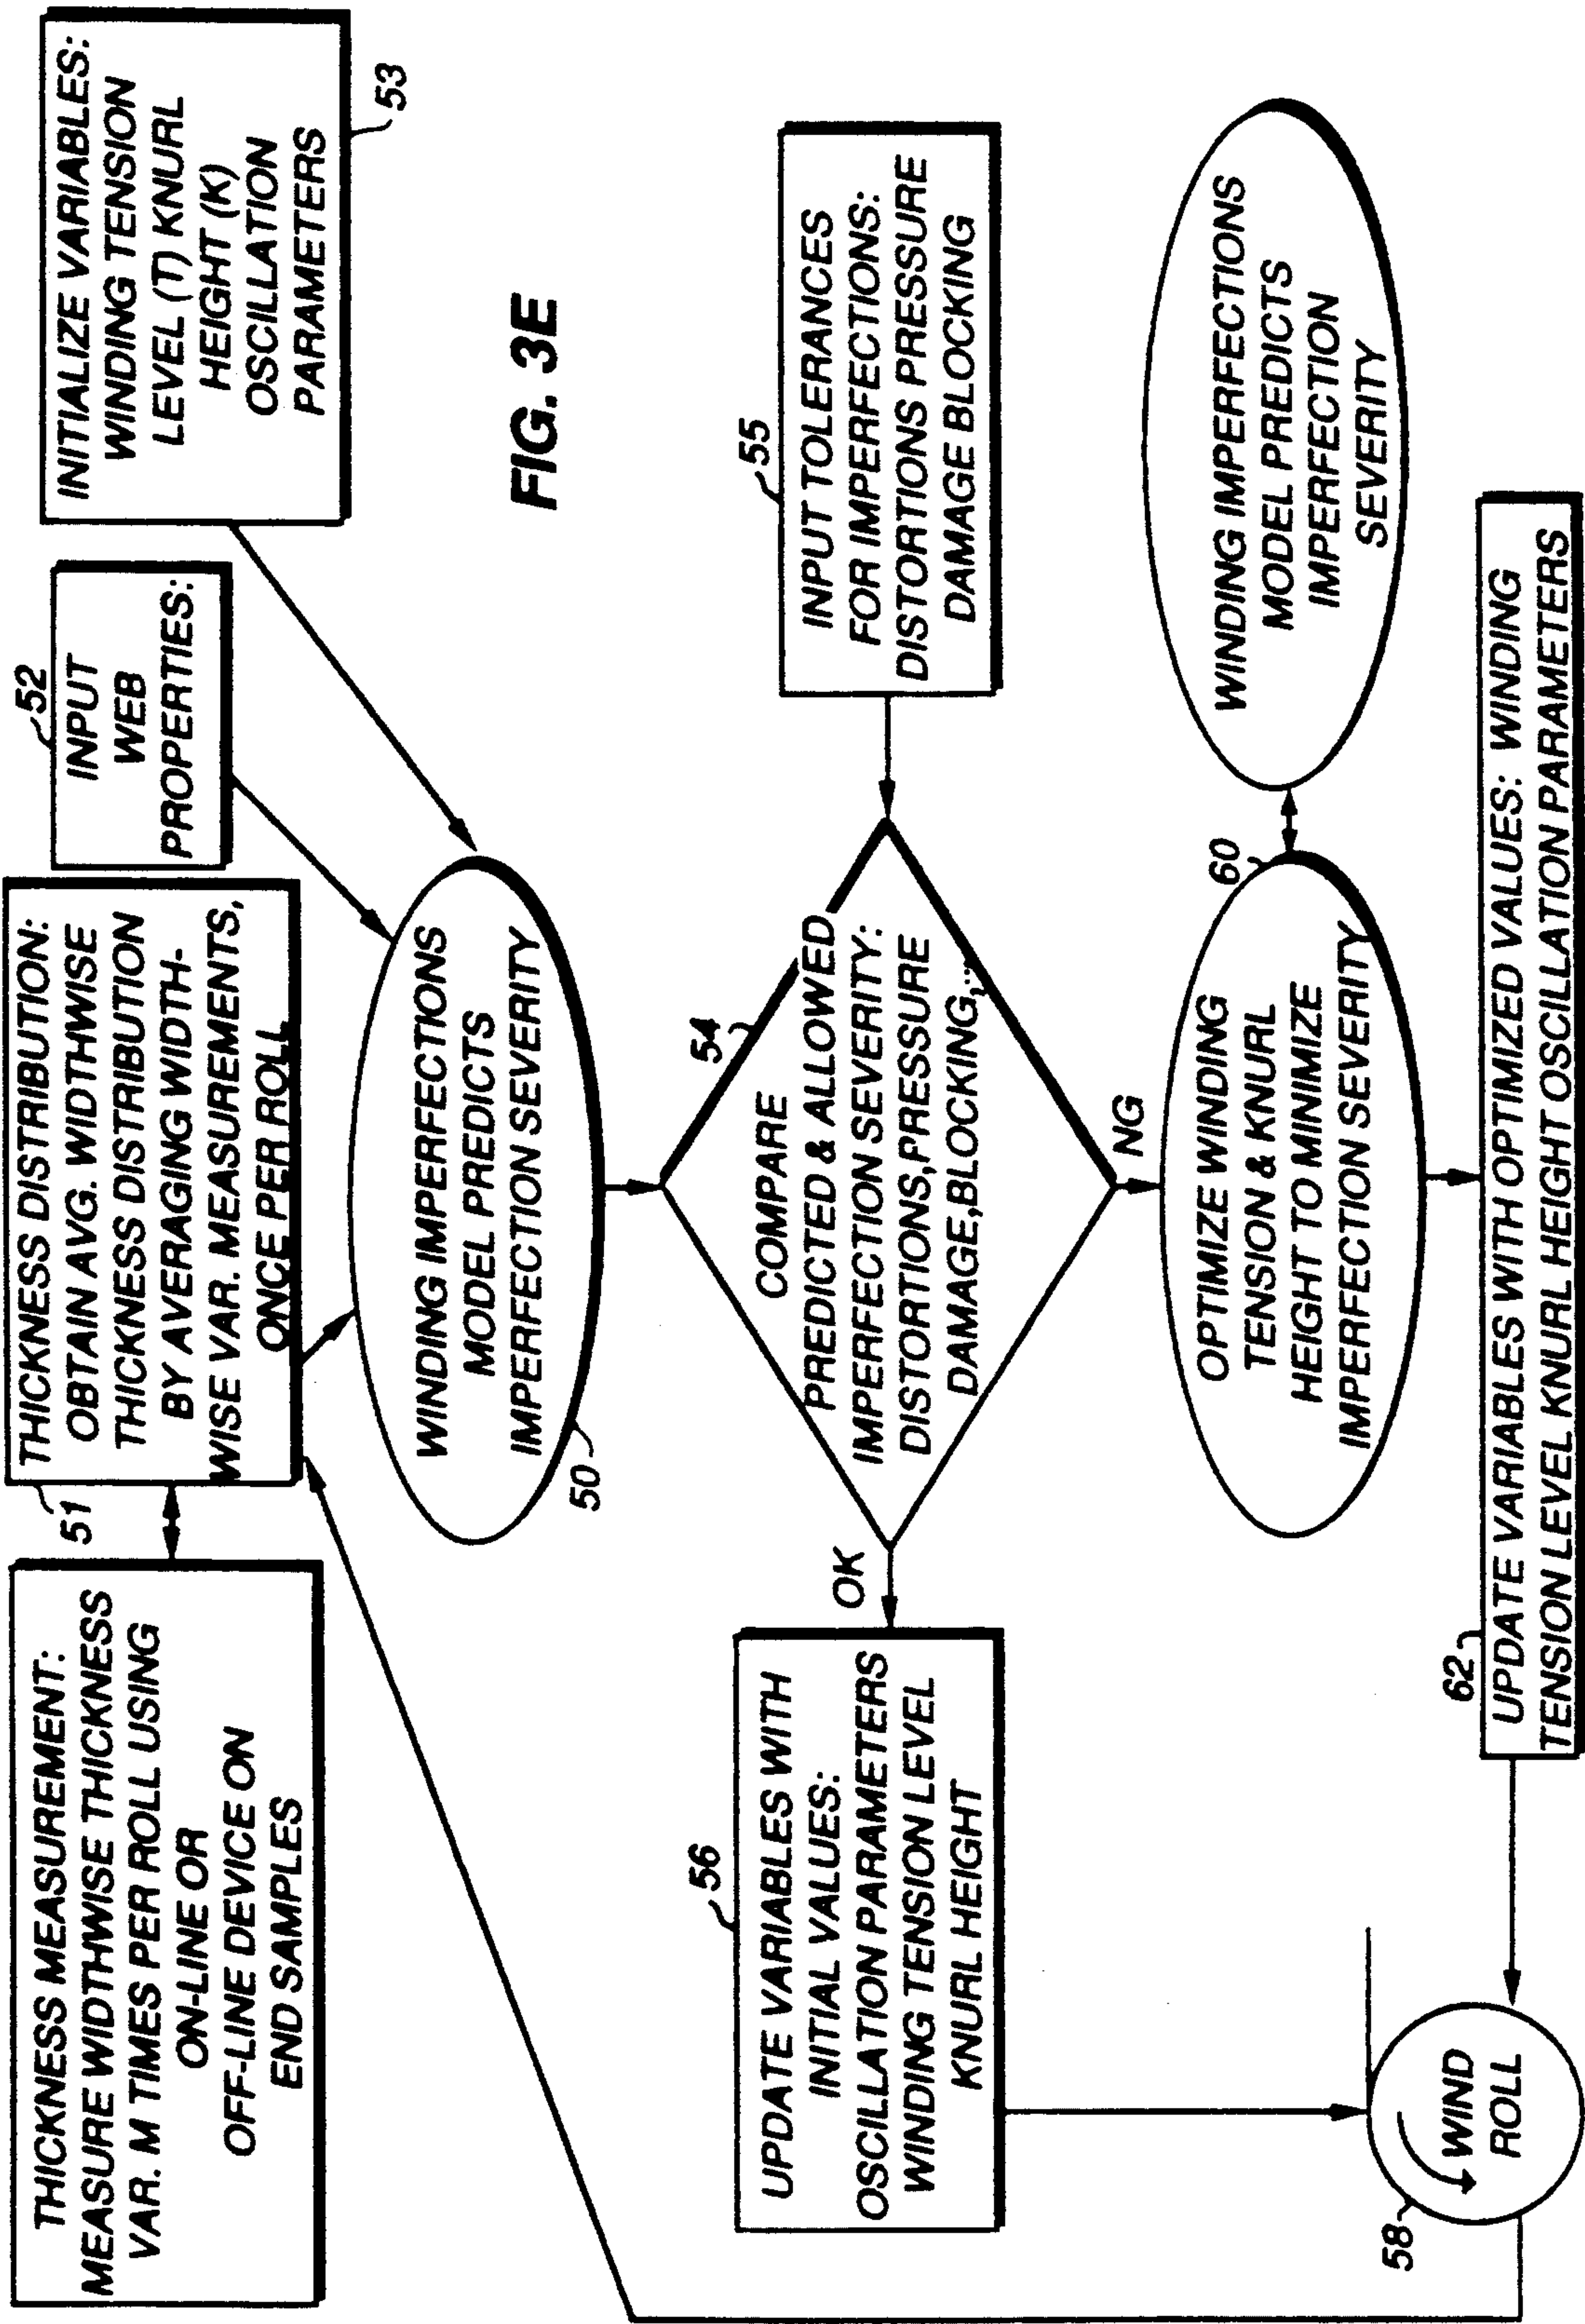 THICKNESS MEASUREMENT:
MEASURE WIDTHWISE THICKNESS
VAR. M TIMES PER ROLL USING
ON-LINE OR
OFF-LINE DEVICE ON
END SAMPLES
51
THICKNESS DISTRIBUTION:
OBTAIN AVG. WIDTHWISE
THICKNESS DISTRIBUTION
BY AVERAGING WIDTH-
WISE VAR. MEASUREMENTS,
ONCE PER ROLL
52
INPUT
WEB
PROPERTIES:
INITIALIZE VARIABLES:
WINDING TENSION
LEVEL (T) KNURL
HEIGHT (K)
OSCILLATION
PARAMETERS
53
WINDING IMPERFECTIONS
MODEL PREDICTS
IMPERFECTION SEVERITY
50
FIG. 3E
56
UPDATE VARIABLES WITH
INITIAL VALUES:
OSCILLATION PARAMETERS
WINDING TENSION LEVEL
KNURL HEIGHT
OK
54
COMPARE
PREDICTED & ALLOWED
IMPERFECTION SEVERITY:
DISTORTIONS,PRESSURE
DAMAGE,BLOCKING,...
NG
55
INPUT TOLERANCES
FOR IMPERFECTIONS:
DISTORTIONS PRESSURE
DAMAGE BLOCKING
60
OPTIMIZE WINDING
TENSION & KNURL
HEIGHT TO MINIMIZE
IMPERFECTION SEVERITY
WINDING IMPERFECTIONS
MODEL PREDICTS
IMPERFECTION
SEVERITY
58
WIND
ROLL
62
UPDATE VARIABLES WITH OPTIMIZED VALUES: WINDING
TENSION LEVEL KNURL HEIGHT OSCILLATION PARAMETERS